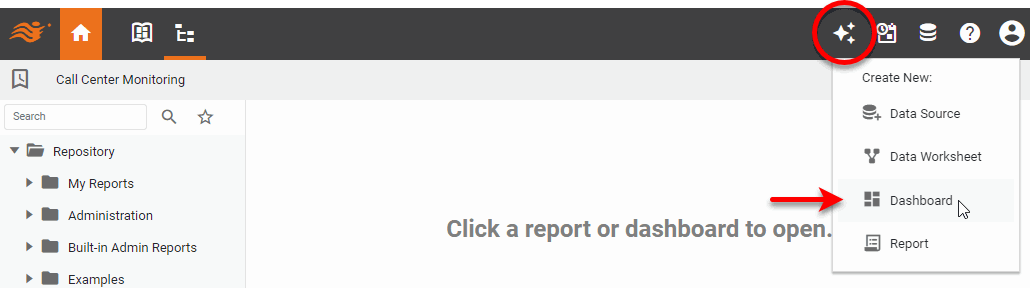 Call Center Monitoring
Create New:
Search
Data Source
Repository
Data Worksheet
My Reports
Dashboard
Administration
Click a report or dashboard to open.
Report
Built-in Admin Reports
Examples